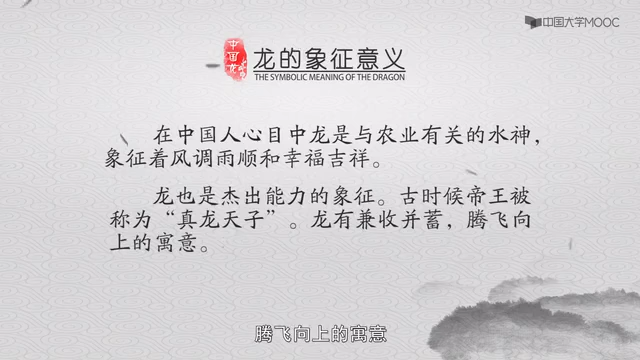 中国大学MOOC
中国龙
龙的象征意义
THE SYMBOLIC MEANING OF THE DRAGON
在中国人心目中龙是与农业有关的水神，
象征着风调雨顺和幸福吉祥。
龙也是杰出能力的象征。古时候帝王被
称为“真龙天子”。龙有兼收并蓄，腾飞向
上的寓意。
腾飞向上的寓意